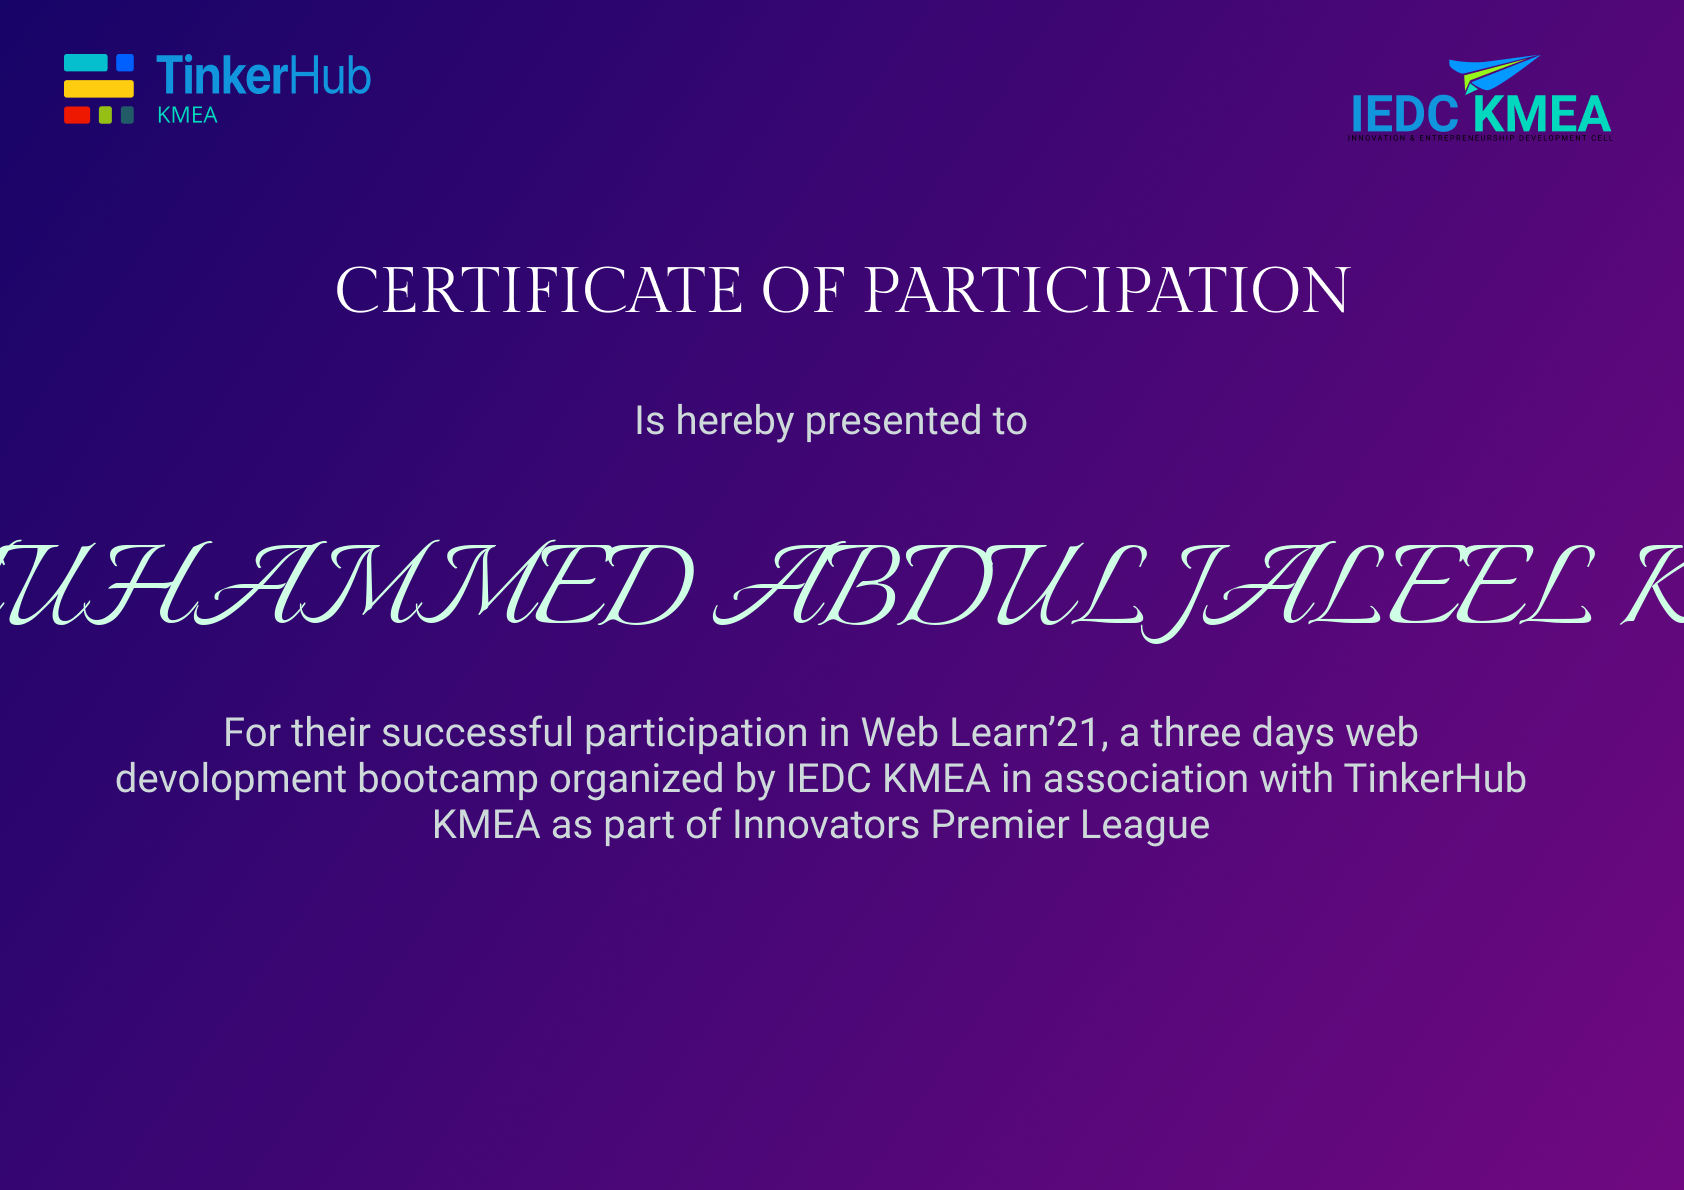 TinkerHub
KMEA
IEDC KMEA
INNOVATION & ENTREPRENEURSHIP DEVELOPMENT CELL
CERTIFICATE OF PARTICIPATION
Is hereby presented to
UHAMMED ABDUL JALEEL K
For their successful participation in Web Learn’21, a three days web
devolopment bootcamp organized by IEDC KMEA in association with TinkerHub
KMEA as part of Innovators Premier League